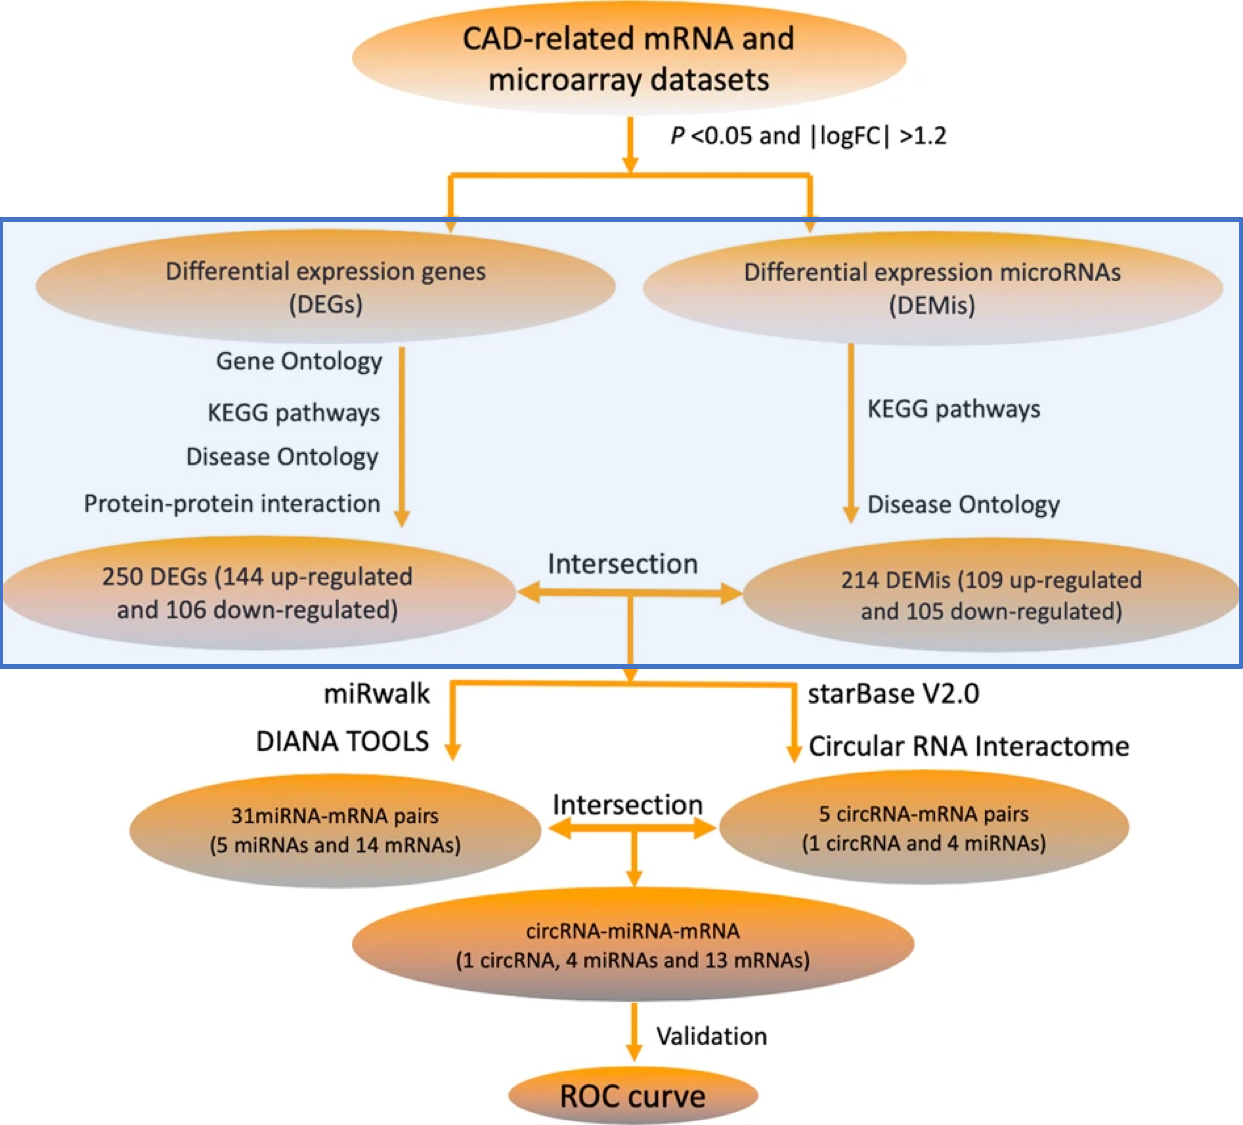 CAD-related mRNA and
microarray datasets
P <0.05 and |logFC| >1.2
Differential expression genes
(DEGs)
Differential expression microRNAs
(DEMis)
Gene Ontology
KEGG pathways
Disease Ontology
Protein-protein interaction
KEGG pathways
Disease Ontology
250 DEGs (144 up-regulated
and 106 down-regulated)
Intersection
214 DEMis (109 up-regulated
and 105 down-regulated)
miRwalk
DIANA TOOLS
starBase V2.0
Circular RNA Interactome
31miRNA-mRNA pairs
(5 miRNAs and 14 mRNAs)
Intersection
5 circRNA-mRNA pairs
(1 circRNA and 4 miRNAs)
circRNA-miRNA-mRNA
(1 circRNA, 4 miRNAs and 13 mRNAs)
Validation
ROC curve